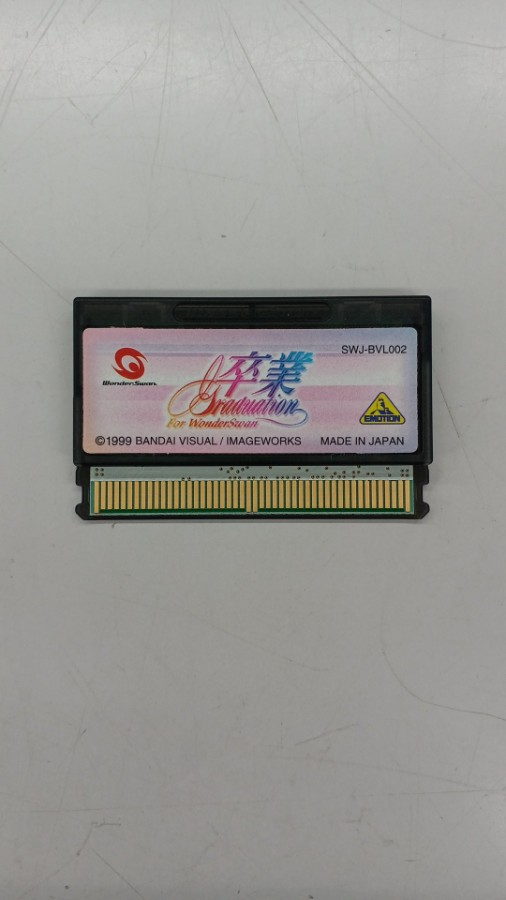 SWJ-BVL002
WonderSwan
卒業
Graduation
For WonderSwan
EMOTION
©1999 BANDAI VISUAL / IMAGEWORKS MADE IN JAPAN